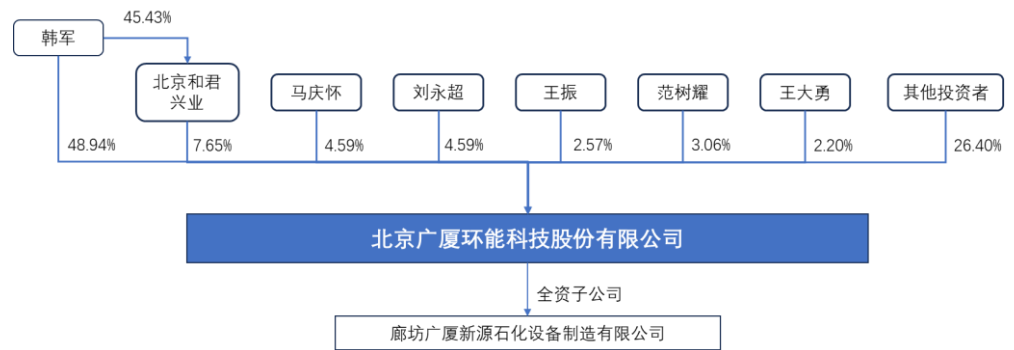 45.43%
韩军
北京和君
兴业
马庆怀
刘永超
王振
范树耀
王大勇
其他投资者
48.94%
7.65%
4.59%
4.59%
2.57%
3.06%
2.20%
26.40%
北京广厦环能科技股份有限公司
全资子公司
廊坊广厦新源石化设备制造有限公司